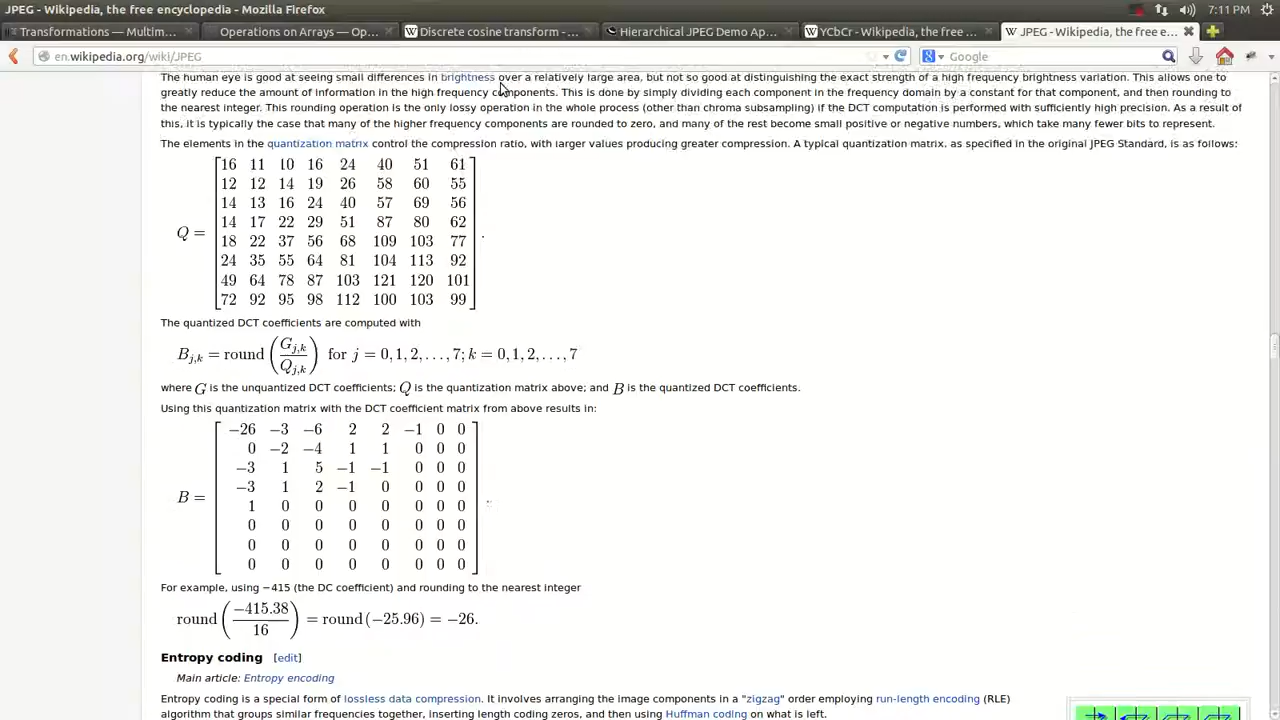 JPEG - Wikipedia, the free encyclopedia - Mozilla Firefox
7:11 PM
Transformations — Multim...
Operations on Arrays — Op...
Discrete cosine transform - ...
Hierarchical JPEG Demo Ap...
YCbCr - Wikipedia, the free ...
JPEG - Wikipedia, the free e...
en.wikipedia.org/wiki/JPEG
Google
The human eye is good at seeing small differences in brightness over a relatively large area, but not so good at distinguishing the exact strength of a high frequency brightness variation. This allows one to
greatly reduce the amount of information in the high frequency components. This is done by simply dividing each component in the frequency domain by a constant for that component, and then rounding to
the nearest integer. This rounding operation is the only lossy operation in the whole process (other than chroma subsampling) if the DCT computation is performed with sufficiently high precision. As a result of
this, it is typically the case that many of the higher frequency components are rounded to zero, and many of the rest become small positive or negative numbers, which take many fewer bits to represent.
The elements in the quantization matrix control the compression ratio, with larger values producing greater compression. A typical quantization matrix, as specified in the original JPEG Standard, is as follows:
16 11 10 16 24 40 51 61
12 12 14 19 26 58 60 55
14 13 16 24 40 57 69 56
14 17 22 29 51 87 80 62
Q =
18 22 37 56 68 109 103 77
24 35 55 64 81 104 113 92
49 64 78 87 103 121 120 101
72 92 95 98 112 100 103 99
.
The quantized DCT coefficients are computed with
B_{j,k} = round (G_{j,k} / Q_{j,k}) for j = 0, 1, 2, ..., 7; k = 0, 1, 2, ..., 7
where G is the unquantized DCT coefficients; Q is the quantization matrix above; and B is the quantized DCT coefficients.
Using this quantization matrix with the DCT coefficient matrix from above results in:
−26 −3 −6 2 2 −1 0 0
0 −2 −4 1 1 0 0 0
−3 1 5 −1 −1 0 0 0
−3 1 2 −1 0 0 0 0
B =
1 0 0 0 0 0 0 0
0 0 0 0 0 0 0 0
0 0 0 0 0 0 0 0
0 0 0 0 0 0 0 0
For example, using −415 (the DC coefficient) and rounding to the nearest integer
round (−415.38 / 16) = round (−25.96) = −26.
Entropy coding [edit]
Main article: Entropy encoding
Entropy coding is a special form of lossless data compression. It involves arranging the image components in a "zigzag" order employing run-length encoding (RLE)
algorithm that groups similar frequencies together, inserting length coding zeros, and then using Huffman coding on what is left.